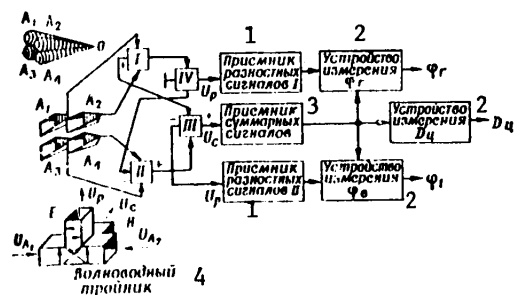 A₁ A₂
O
A₃ A₄
I
IV
Uр
1
Приемник
разностных
сигналов I
2
Устройство
измерения
φг
φг
A₁ A₂
III
Uс
3
Приемник
суммарных
сигналов
Устройство
измерения
Dц
2
Dц
A₃ A₄
II
Uр
Приемник
разностных
сигналов II
1
Устройство
измерения
φв
2
φ₁
Uр
Uс
E
H
UA₁
UA₂
Волноводный
тройник
4